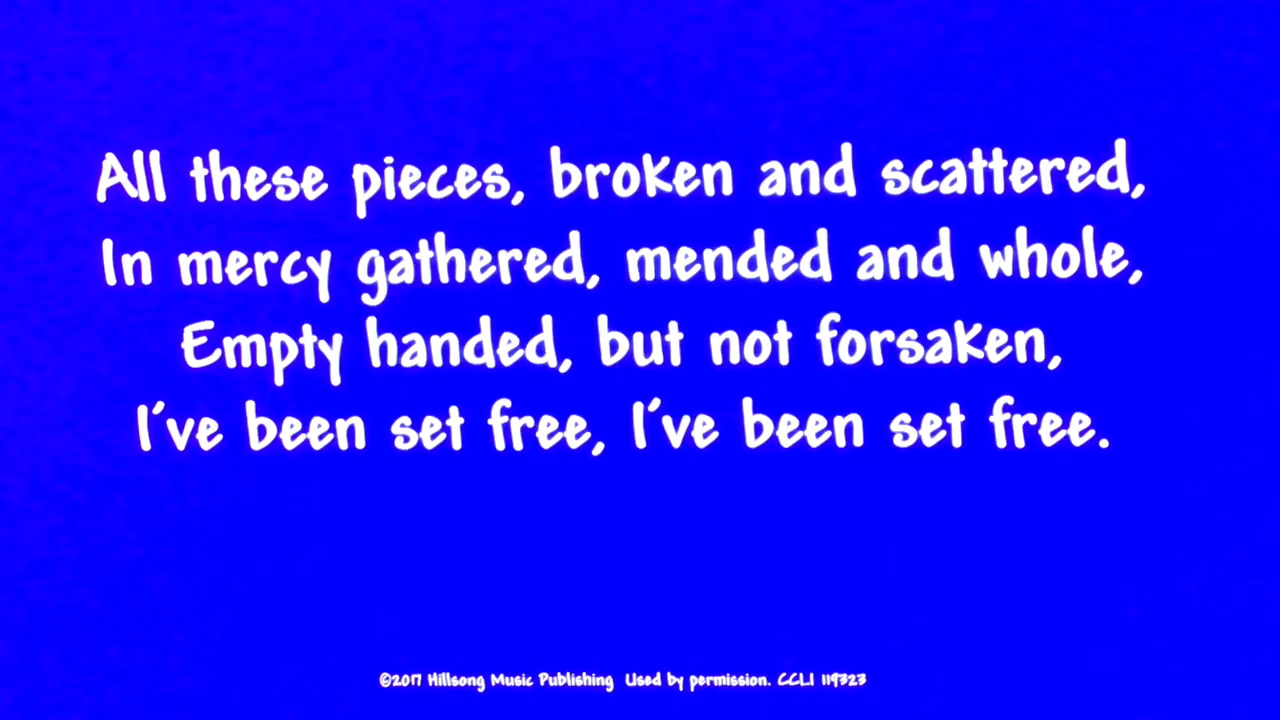 All these pieces, broken and scattered,
In mercy gathered, mended and whole,
Empty handed, but not forsaken,
I've been set free, I've been set free.
©2017 Hillsong Music Publishing Used by permission. CCLI 119323